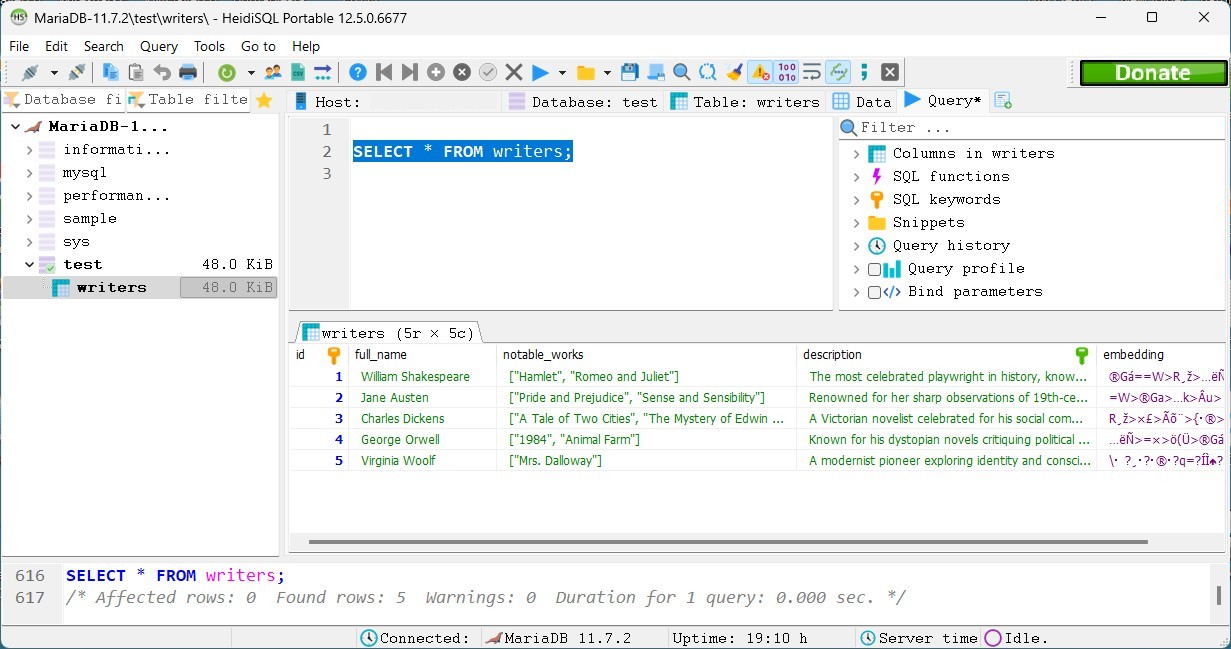 MariaDB-11.7.2\test\writers\ - HeidiSQL Portable 12.5.0.6677
File Edit Search Query Tools Go to Help
Donate
Database fi Table filte Host: Database: test Table: writers Data Query*
MariaDB-1...
informati...
mysql
performan...
sample
sys
test 48.0 KiB
writers 48.0 KiB
1
2 SELECT * FROM writers;
3
Filter ...
Columns in writers
SQL functions
SQL keywords
Snippets
Query history
Query profile
Bind parameters
writers (5r × 5c)
id full_name notable_works description embedding
1 William Shakespeare ["Hamlet", "Romeo and Juliet"] The most celebrated playwright in history, know...
2 Jane Austen ["Pride and Prejudice", "Sense and Sensibility"] Renowned for her sharp observations of 19th-ce...
3 Charles Dickens ["A Tale of Two Cities", "The Mystery of Edwin ... A Victorian novelist celebrated for his social com...
4 George Orwell ["1984", "Animal Farm"] Known for his dystopian novels critiquing political ...
5 Virginia Woolf ["Mrs. Dalloway"] A modernist pioneer exploring identity and consci...
616 SELECT * FROM writers;
617 /* Affected rows: 0 Found rows: 5 Warnings: 0 Duration for 1 query: 0.000 sec. */
Connected: MariaDB 11.7.2 Uptime: 19:10 h Server time Idle.